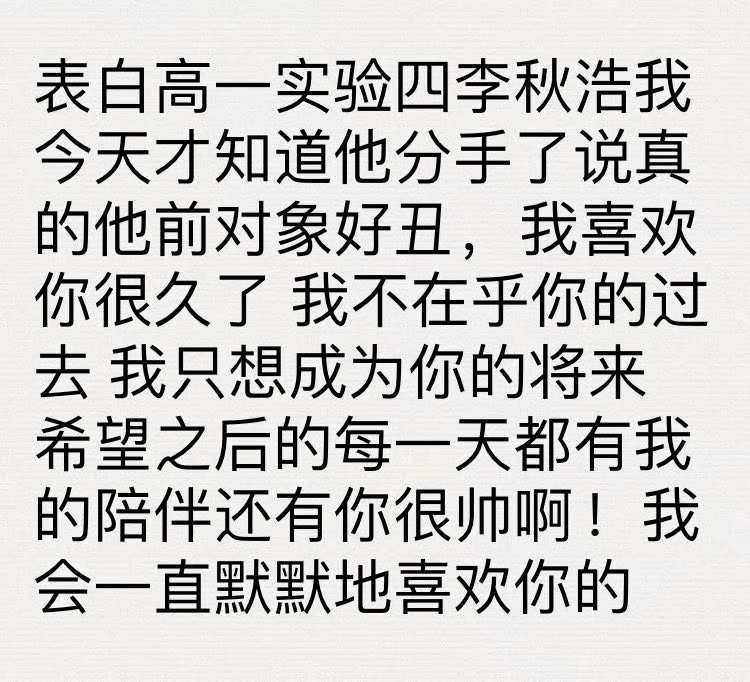 表白高一实验四李秋浩我
今天才知道他分手了说真
的他前对象好丑，我喜欢
你很久了 我不在乎你的过
去 我只想成为你的将来
希望之后的每一天都有我
的陪伴还有你很帅啊！我
会一直默默地喜欢你的